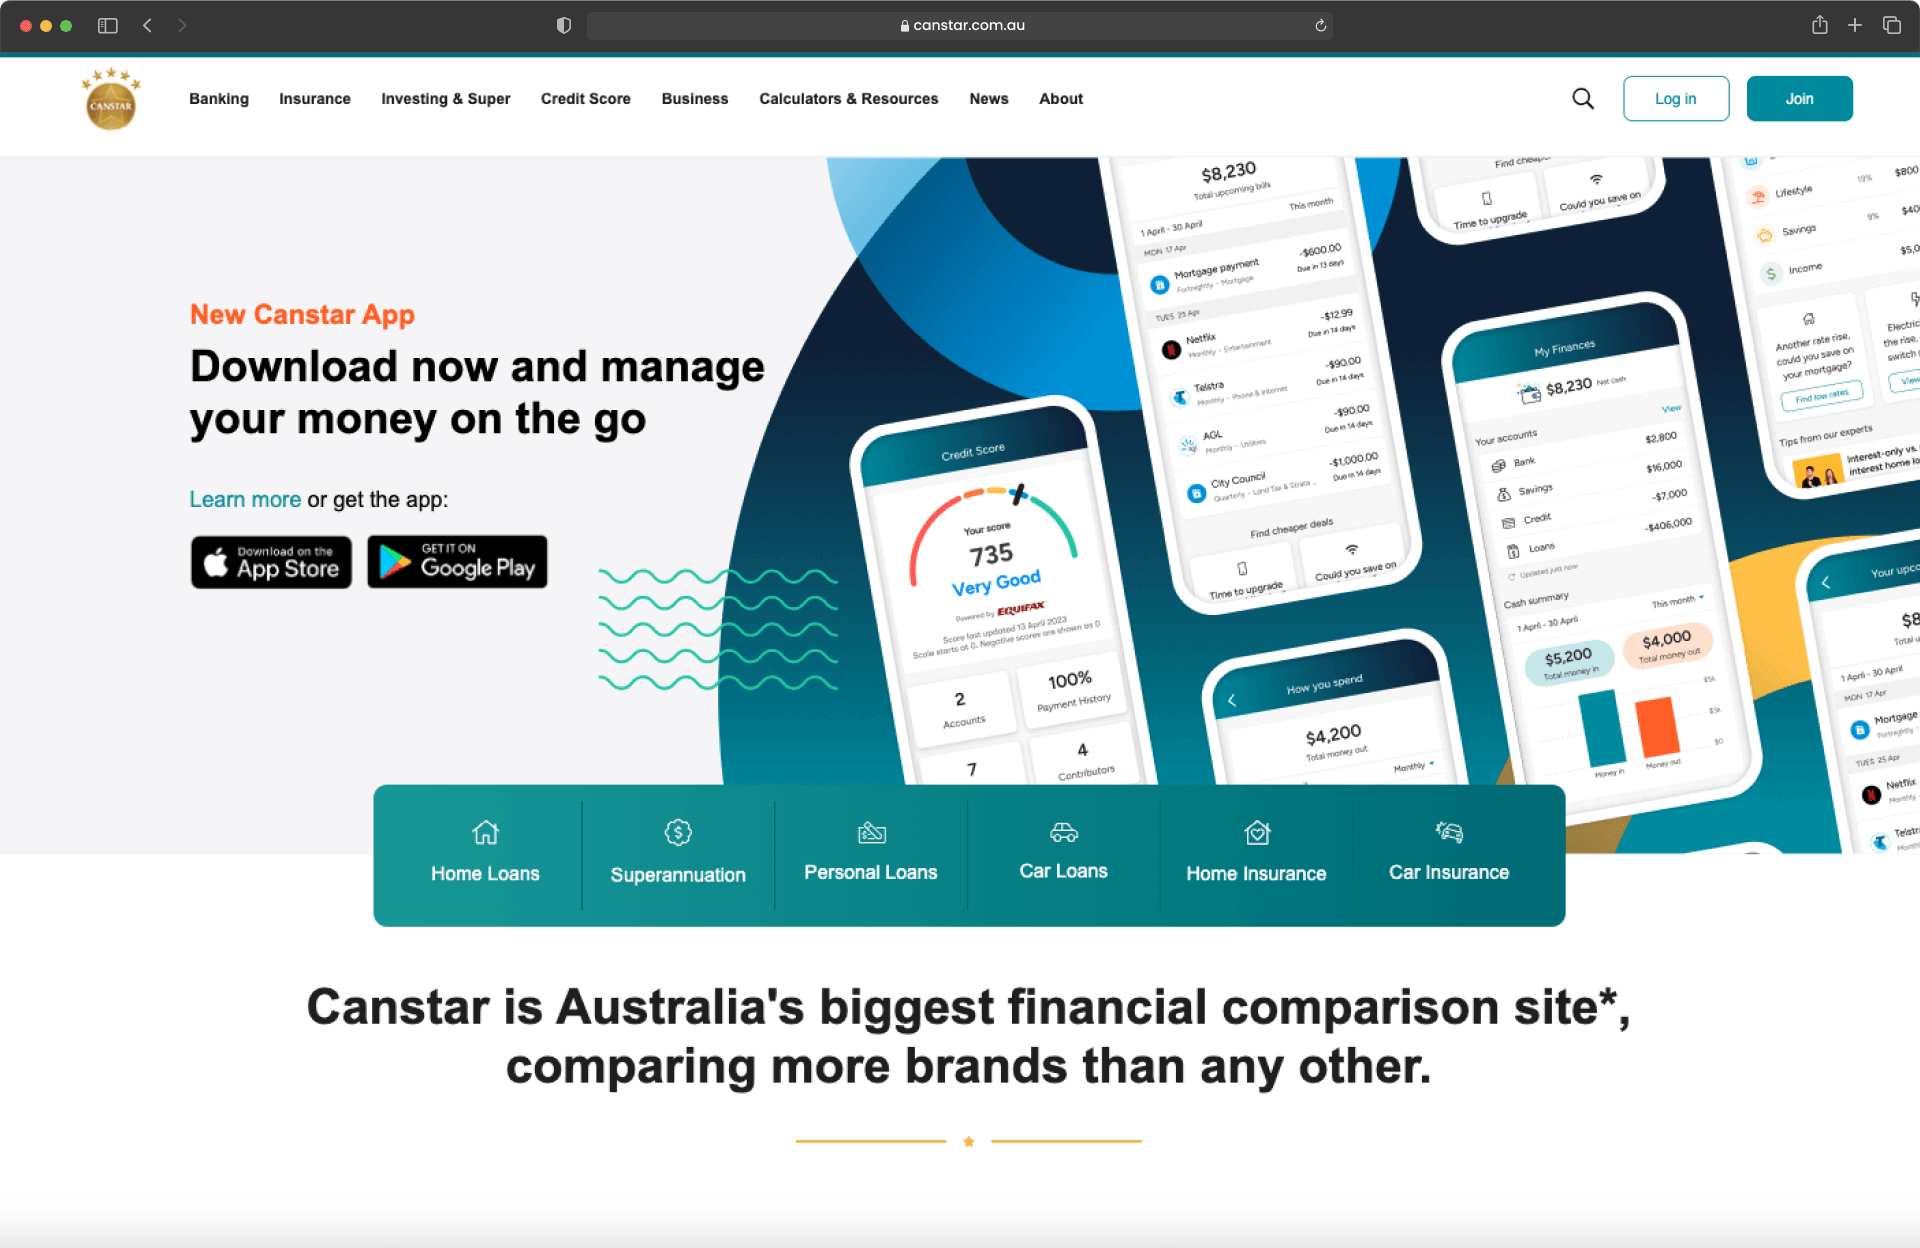 canstar.com.au
CANSTAR
Banking
Insurance
Investing & Super
Credit Score
Business
Calculators & Resources
News
About
Log in
Join
New Canstar App
Download now and manage
your money on the go
Learn more or get the app:
Download on the
App Store
GET IT ON
Google Play
Credit Score
Your score
735
Very Good
Powered by EQUIFAX
Score last updated 13 April 2023
Scale starts at 0. Negative scores are shown as 0
2
Accounts
100%
Payment History
7
4
Contributors
$8,230
Total upcoming bills
1 April - 30 April
This month
MON 17 Apr
Mortgage payment
-$600.00
Fortnightly - Mortgage
Due in 13 days
TUES 25 Apr
Netflix
-$12.99
Monthly - Entertainment
Due in 14 days
Telstra
-$90.00
Monthly - Phone & Internet
Due in 14 days
AGL
-$90.00
Monthly - Utilities
Due in 14 days
City Council
-$1,000.00
Quarterly - Land Tax & Strata ...
Due in 14 days
Find cheaper deals
Time to upgrade
Could you save on
How you spend
$4,200
Total money out
Monthly
Find
Time to upgrade
Could you save on
My Finances
$8,230 Net cash
View
Your accounts
Bank
$2,800
Savings
$16,000
Credit
-$7,000
Loans
-$406,000
Updated just now
Cash summary
1 April - 30 April
This month
$5,200
Total money in
$4,000
Total money out
$5k
$3k
$0
Money in
Money out
Lifestyle
19%
$800
Savings
9%
Income
Another rate rise,
could you save on
your mortgage?
Find low rates
the rise,
switch
View
Tips from our experts
Interest-only vs.
interest home
Your
Total
1 April - 30 April
MON 17 Apr
Mortgage
TUES 25 Apr
Netflix
Home Loans
Superannuation
Personal Loans
Car Loans
Home Insurance
Car Insurance
Canstar is Australia's biggest financial comparison site*,
comparing more brands than any other.